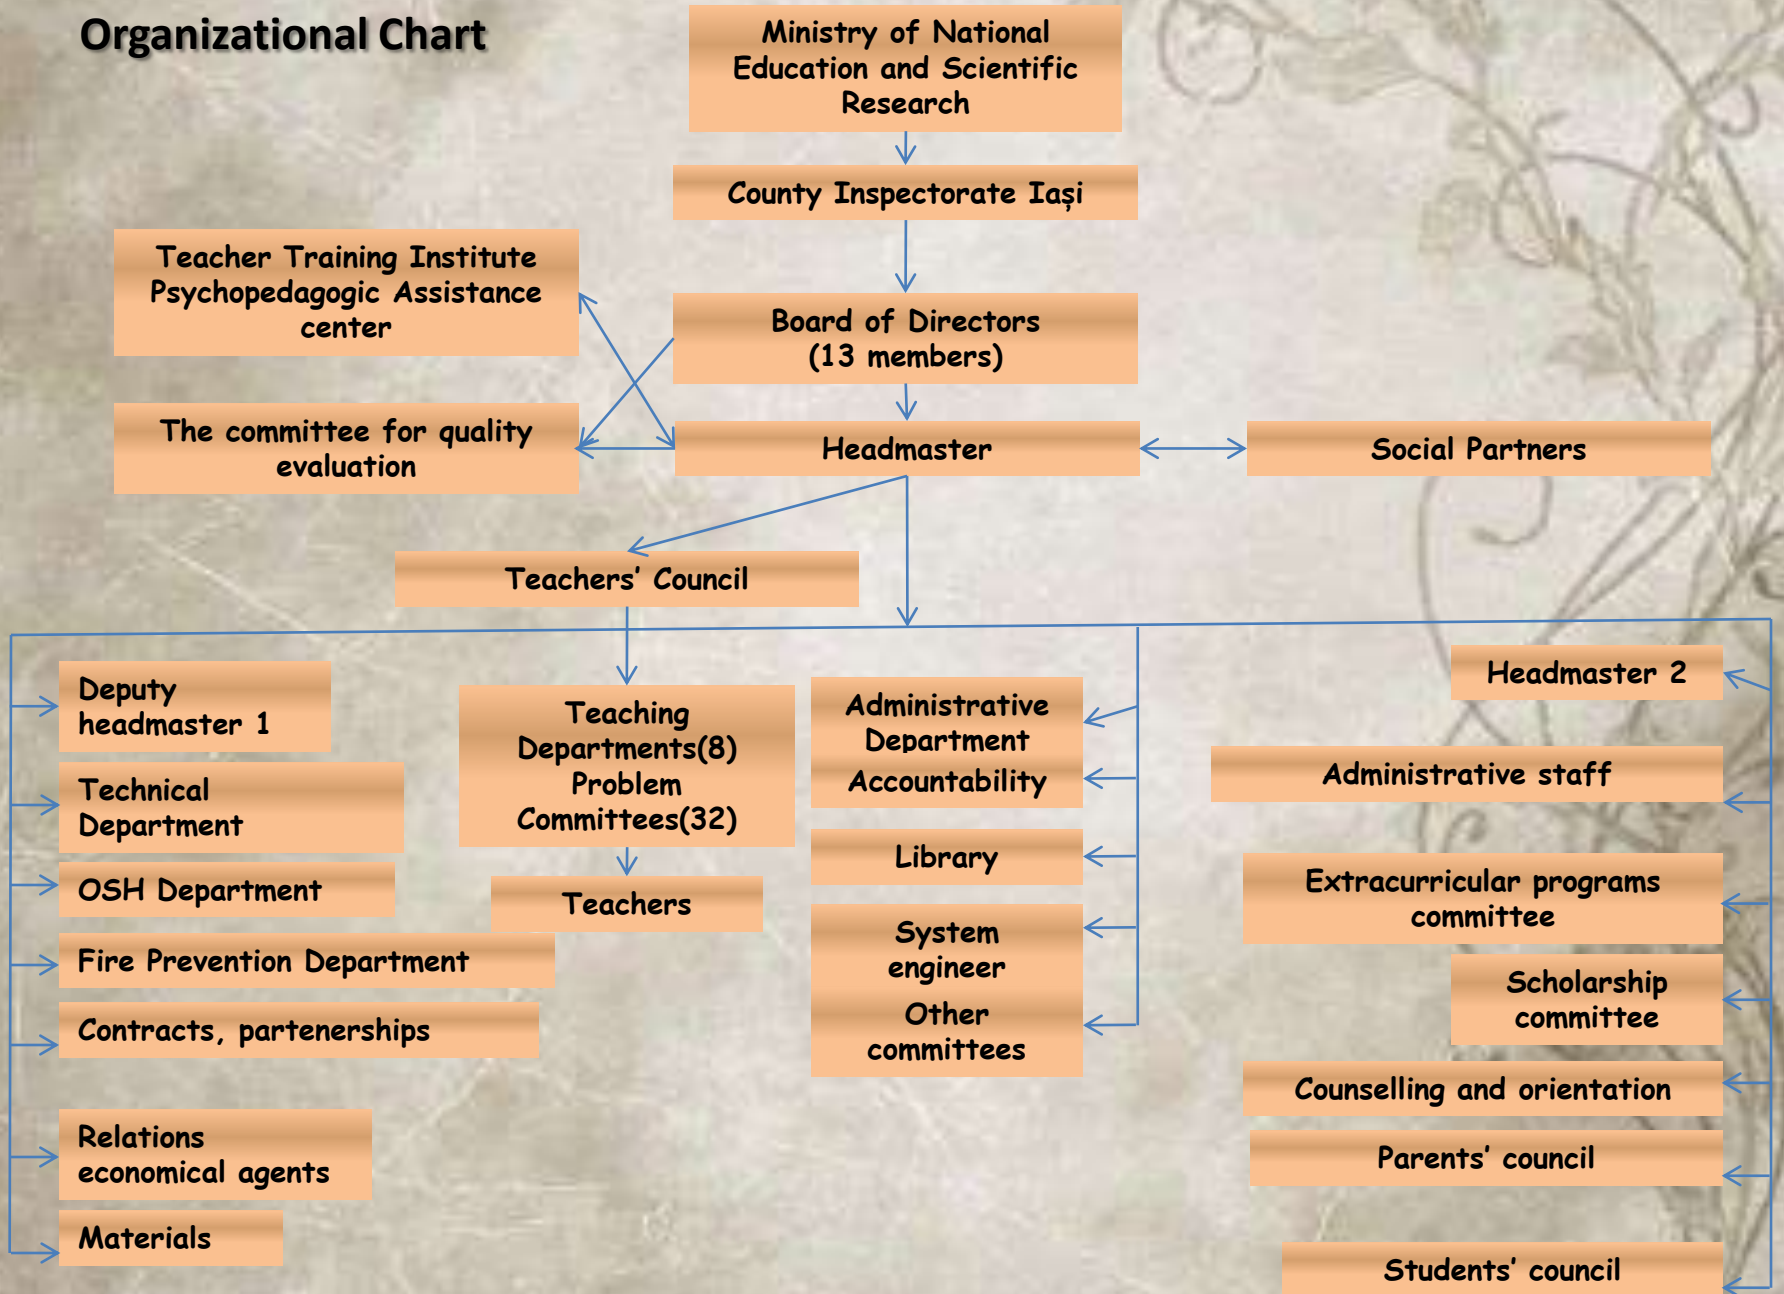 Organizational Chart
Ministry of National
Education and Scientific
Research
County Inspectorate Iași
Teacher Training Institute
Psychopedagogic Assistance
center
Board of Directors
(13 members)
The committee for quality
evaluation
Headmaster
Social Partners
Teachers’ Council
Deputy
headmaster 1
Technical
Department
OSH Department
Fire Prevention Department
Contracts, partenerships
Relations
economical agents
Materials
Teaching
Departments(8)
Problem
Committees(32)
Teachers
Administrative
Department
Accountability
Library
System
engineer
Other
committees
Headmaster 2
Administrative staff
Extracurricular programs
committee
Scholarship
committee
Counselling and orientation
Parents’ council
Students’ council